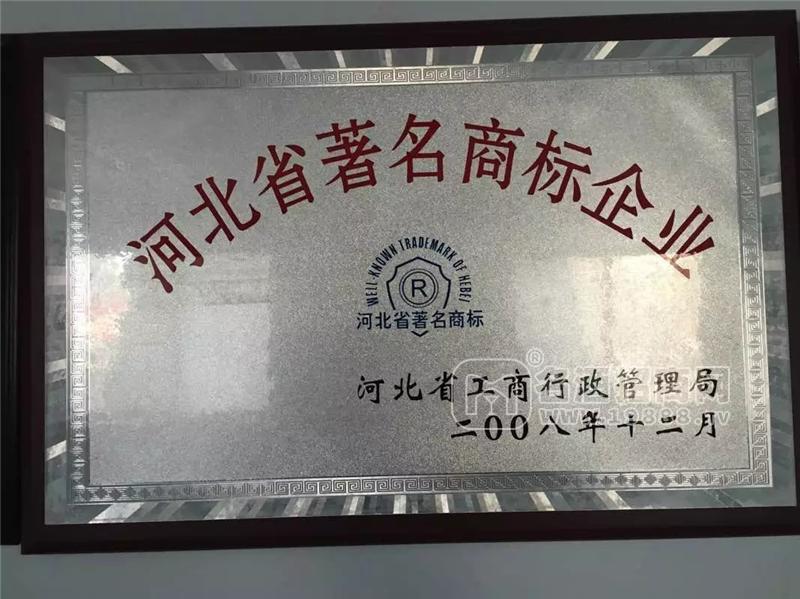 河北省著名商标企业
WELL-KNOWN TRADEMARK OF HEBEI
R
河北省著名商标
河北省工商行政管理局
二00八年十二月